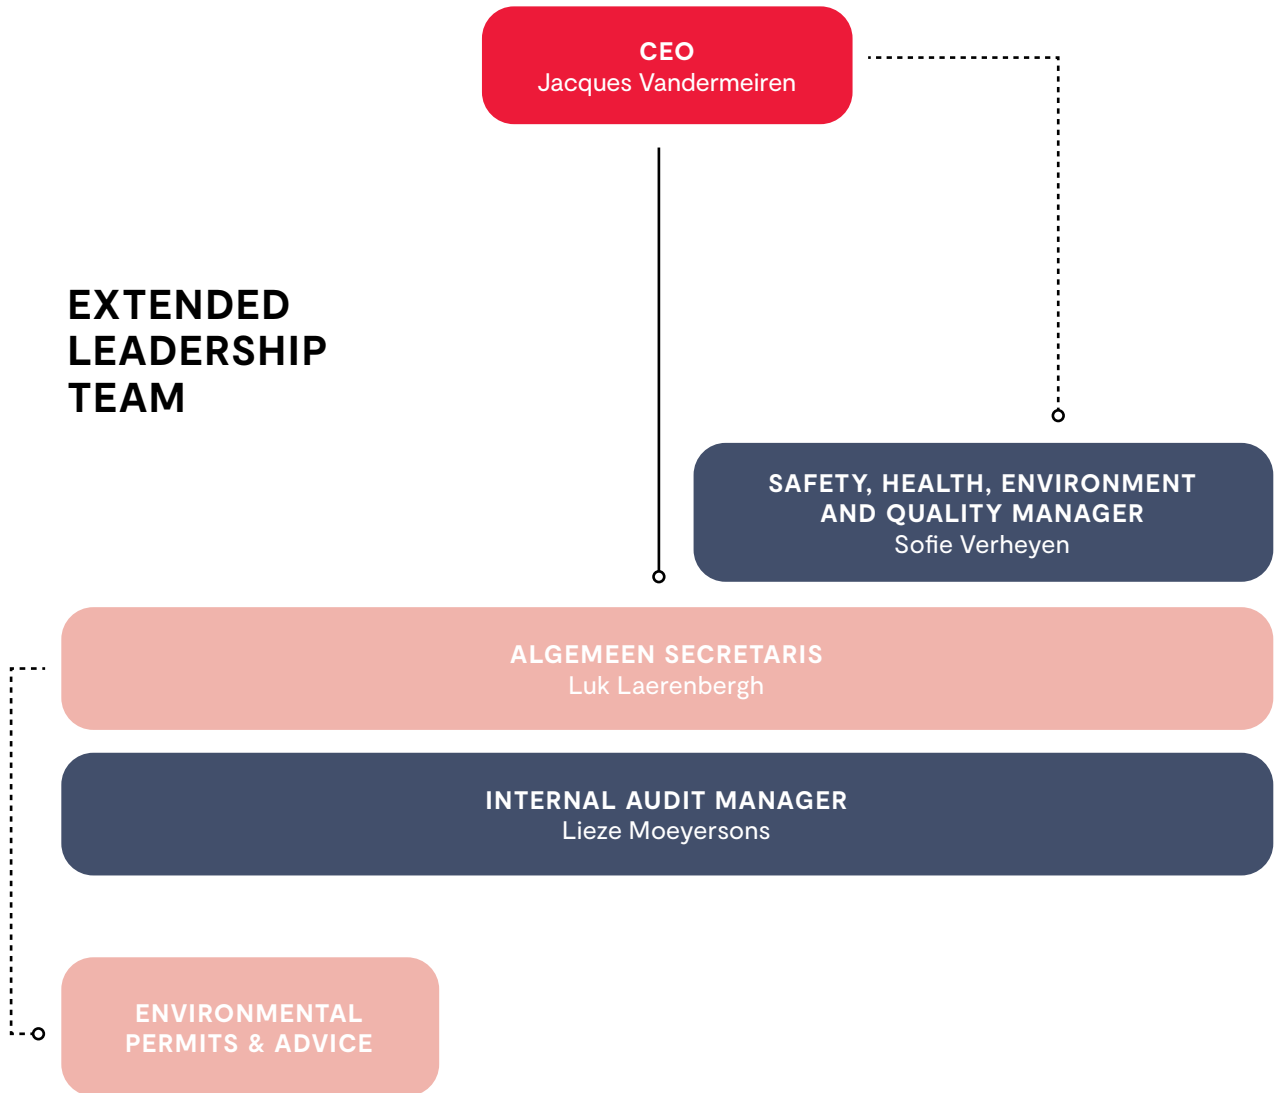 CEO
Jacques Vandermeiren
EXTENDED
LEADERSHIP
TEAM
SAFETY, HEALTH, ENVIRONMENT
AND QUALITY MANAGER
Sofie Verheyen
ALGEMEEN SECRETARIS
Luk Laerenbergh
INTERNAL AUDIT MANAGER
Lieze Moeyersons
ENVIRONMENTAL
PERMITS & ADVICE